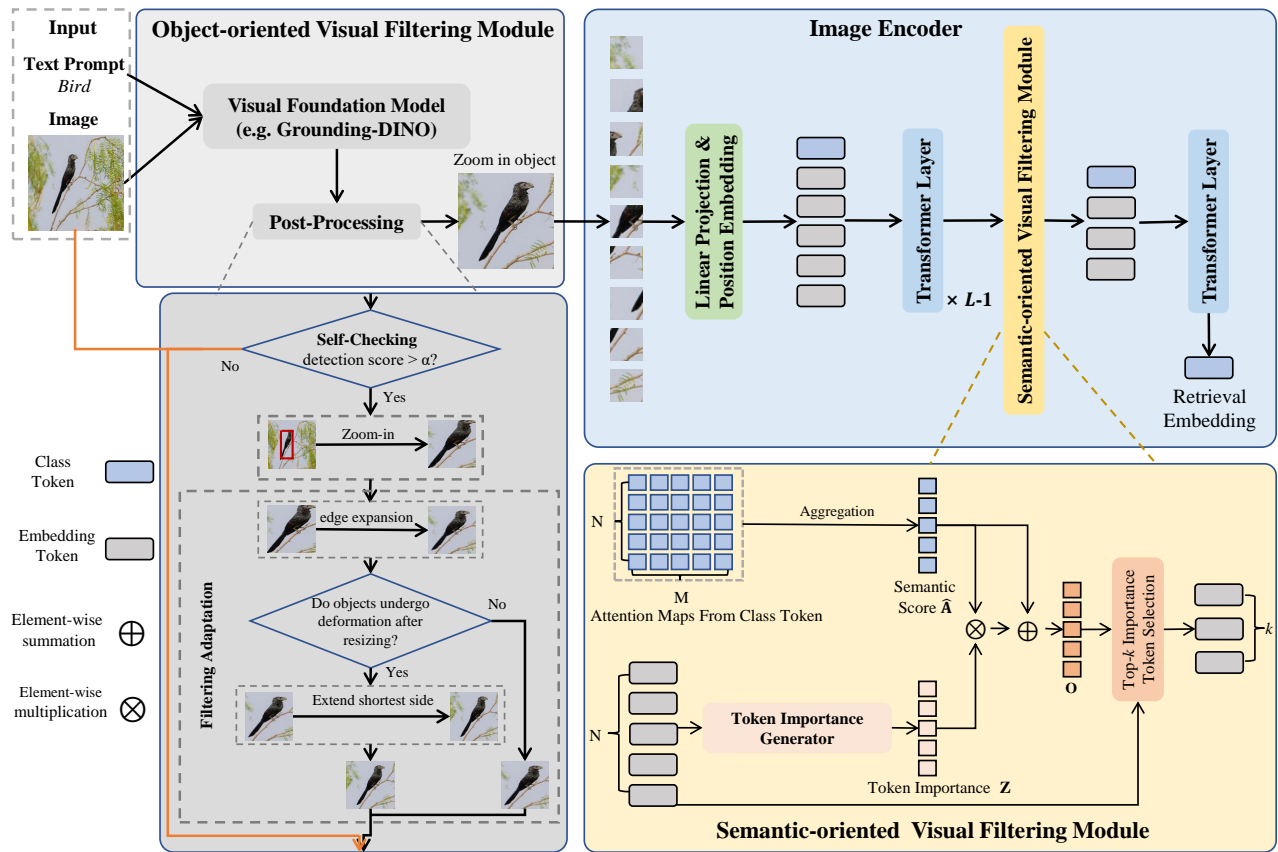 Input
Text Prompt
Bird
Image
Object-oriented Visual Filtering Module
Visual Foundation Model
(e.g. Grounding-DINO)
Zoom in object
Post-Processing
Image Encoder
Linear Projection &
Position Embedding
Transformer Layer
× L-1
Semantic-oriented Visual Filtering Module
Transformer Layer
Retrieval
Embedding
Self-Checking
detection score > α?
No
Yes
Zoom-in
Filtering Adaptation
edge expansion
Do objects undergo
deformation after
resizing?
No
Yes
Extend shortest side
Class
Token
Embedding
Token
Element-wise
summation
Element-wise
multiplication
N
M
Attention Maps From Class Token
Aggregation
Semantic
Score Â
N
Token Importance
Generator
Token Importance Z
O
Top-k Importance
Token Selection
k
Semantic-oriented Visual Filtering Module